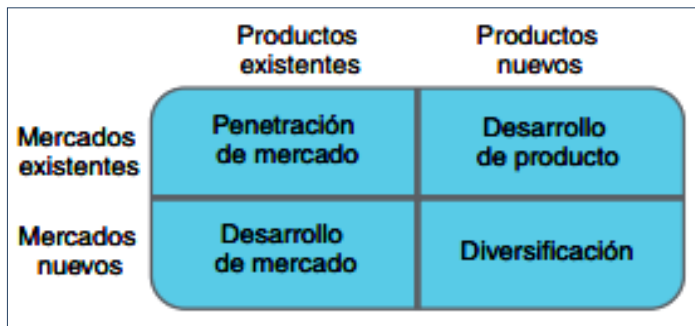 Productos
existentes
Productos
nuevos
Mercados
existentes
Penetración
de mercado
Desarrollo
de producto
Mercados
nuevos
Desarrollo
de mercado
Diversificación